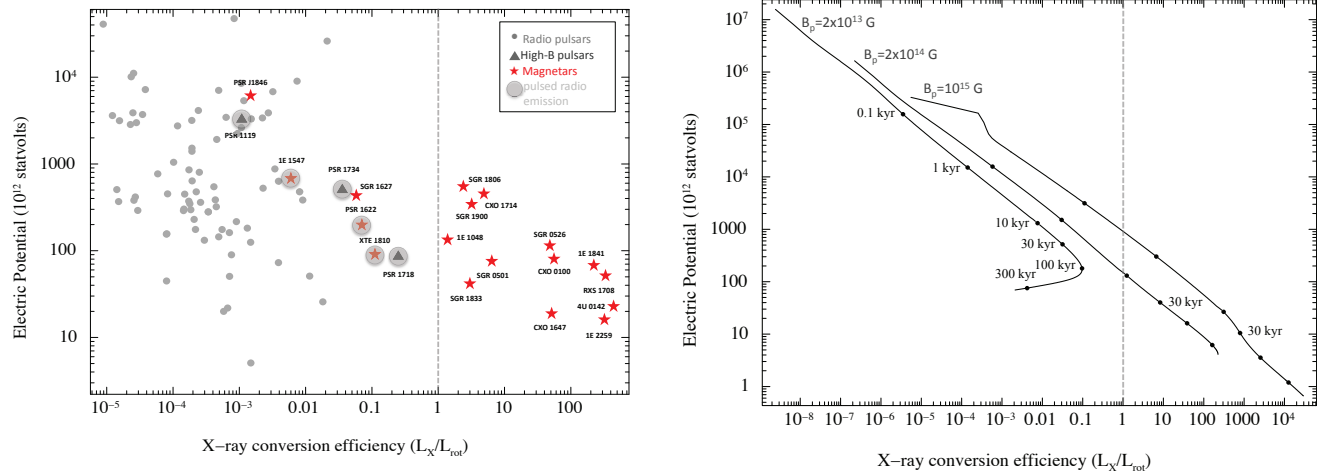 Radio pulsars
High-B pulsars
Magnetars
pulsed radio
emission
10⁴
1000
100
10
Electric Potential (10¹² statvolts)
PSR J1846
PSR 1119
1E 1547
PSR 1734
SGR 1627
PSR 1622
XTE 1810
PSR 1718
SGR 1806
CXO 1714
SGR 1900
1E 1048
SGR 0501
SGR 1833
SGR 0526
CXO 0100
1E 1841
RXS 1708
4U 0142
CXO 1647
1E 2259
10⁻⁵ 10⁻⁴ 10⁻³ 0.01 0.1 1 10 100
X−ray conversion efficiency (L_X/L_rot)
10⁷
10⁶
10⁵
10⁴
1000
100
10
1
Electric Potential (10¹² statvolts)
B_p=2x10¹³ G
B_p=2x10¹⁴ G
B_p=10¹⁵ G
0.1 kyr
1 kyr
10 kyr
30 kyr
100 kyr
300 kyr
30 kyr
30 kyr
10⁻⁸ 10⁻⁷ 10⁻⁶ 10⁻⁵ 10⁻⁴ 10⁻³ 0.01 0.1 1 10 100 1000 10⁴
X−ray conversion efficiency (L_X/L_rot)